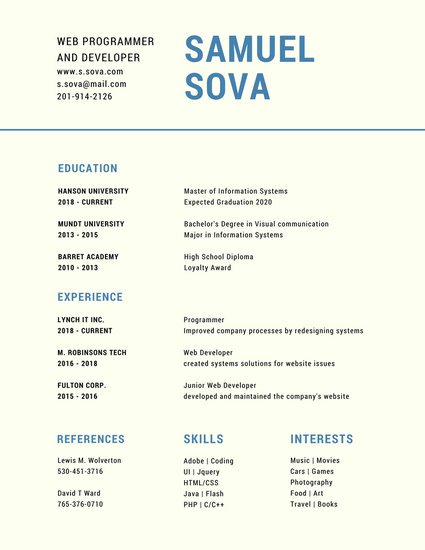 WEB PROGRAMMER
AND DEVELOPER
www.s.sova.com
s.sova@mail.com
201-914-2126
SAMUEL
SOVA
EDUCATION
HANSON UNIVERSITY
2018 - CURRENT
Master of Information Systems
Expected Graduation 2020
MUNDT UNIVERSITY
2013 - 2015
Bachelor's Degree in Visual communication
Major in Information Systems
BARRET ACADEMY
2010 - 2013
High School Diploma
Loyalty Award
EXPERIENCE
LYNCH IT INC.
2018 - CURRENT
Programmer
Improved company processes by redesigning systems
M. ROBINSONS TECH
2016 - 2018
Web Developer
created systems solutions for website issues
FULTON CORP.
2015 - 2016
Junior Web Developer
developed and maintained the company's website
REFERENCES
Lewis M. Wolverton
530-451-3716
David T Ward
765-376-0710
SKILLS
Adobe | Coding
UI | Jquery
HTML/CSS
Java | Flash
PHP | C/C++
INTERESTS
Music | Movies
Cars | Games
Photography
Food | Art
Travel | Books